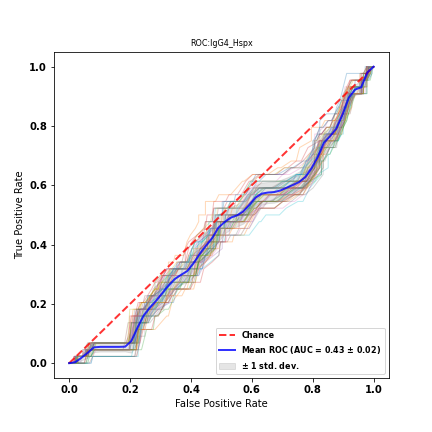 ROC:IgG4_Hspx
1.0
0.8
0.6
0.4
0.2
0.0
True Positive Rate
Chance
Mean ROC (AUC = 0.43 ± 0.02)
± 1 std. dev.
0.0 0.2 0.4 0.6 0.8 1.0
False Positive Rate